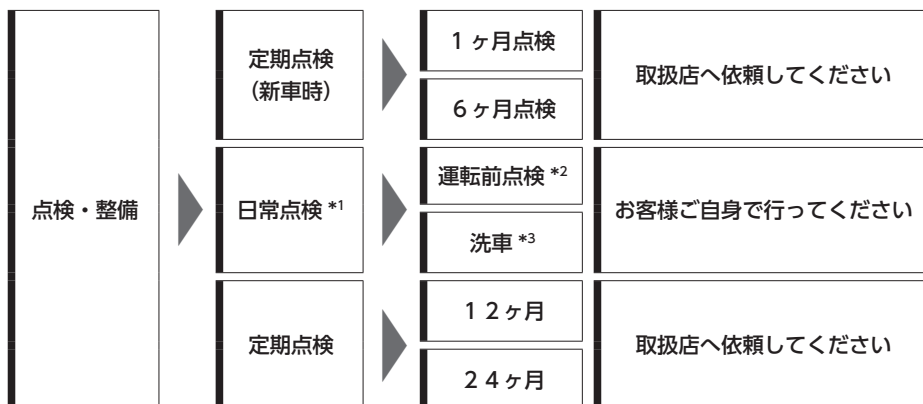 点検・整備
定期点検
（新車時）
1ヶ月点検
6ヶ月点検
取扱店へ依頼してください
日常点検 *1
運転前点検 *2
洗車 *3
お客様ご自身で行ってください
定期点検
12ヶ月
24ヶ月
取扱店へ依頼してください